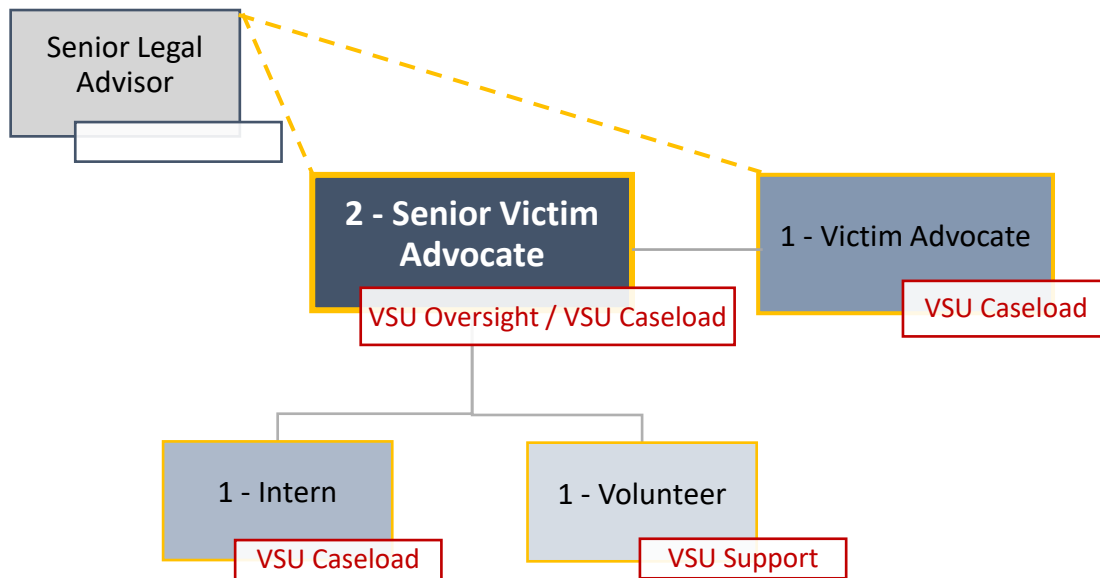 Senior Legal
Advisor
2 - Senior Victim
Advocate
VSU Oversight / VSU Caseload
1 - Victim Advocate
VSU Caseload
1 - Intern
VSU Caseload
1 - Volunteer
VSU Support